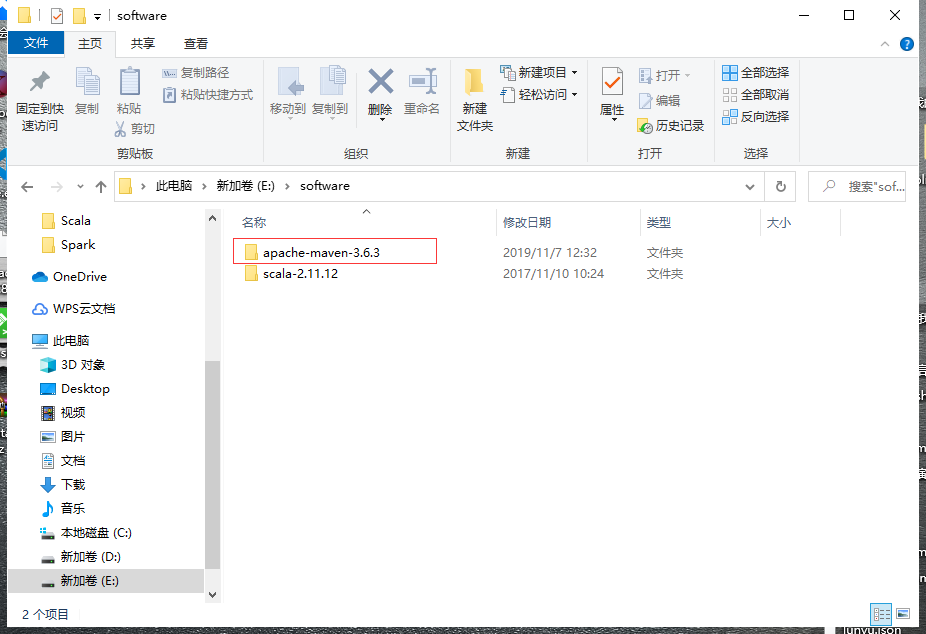 software
文件 主页 共享 查看
固定到快速访问
复制
粘贴
复制路径
粘贴快捷方式
剪切
剪贴板
移动到
复制到
删除
重命名
组织
新建文件夹
新建项目
轻松访问
新建
属性
打开
编辑
历史记录
打开
全部选择
全部取消
反向选择
选择
此电脑 新加卷 (E:) software
搜索"sof...
Scala
Spark
OneDrive
WPS云文档
此电脑
3D 对象
Desktop
视频
图片
文档
下载
音乐
本地磁盘 (C:)
新加卷 (D:)
新加卷 (E:)
名称 修改日期 类型 大小
apache-maven-3.6.3 2019/11/7 12:32 文件夹
scala-2.11.12 2017/11/10 10:24 文件夹
2 个项目